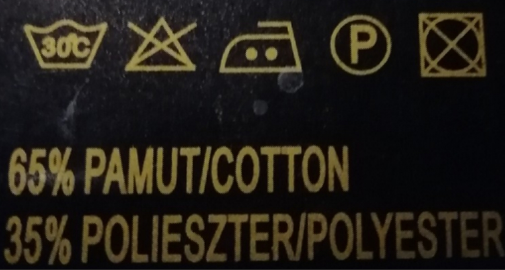 30°C P
65% PAMUT/COTTON
35% POLIESZTER/POLYESTER